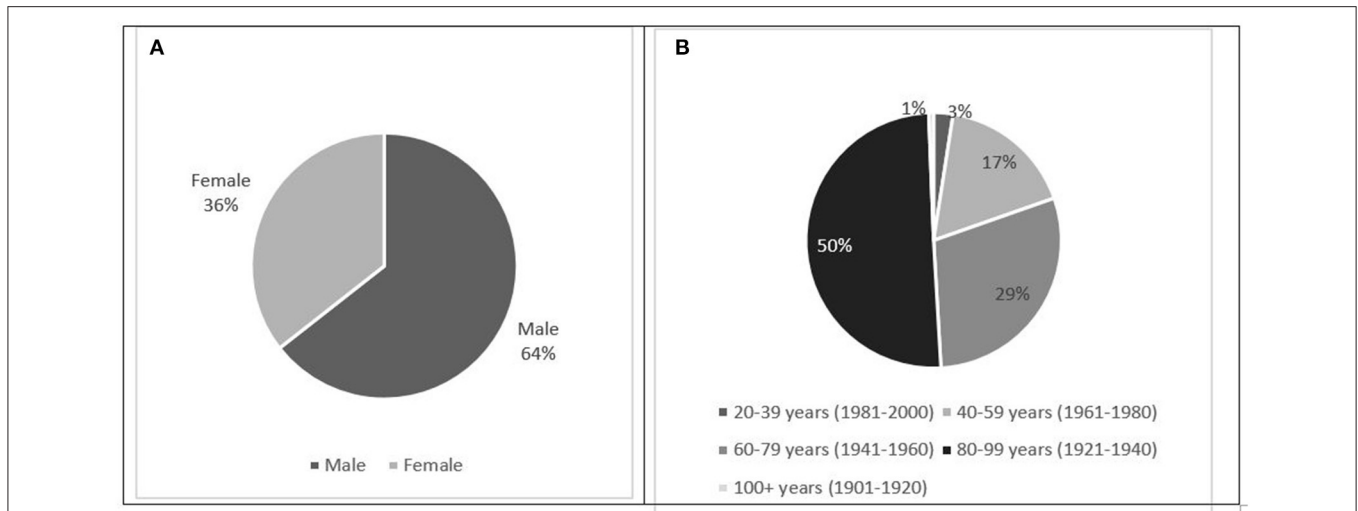 A
Female
36%
Male
64%
■ Male ■ Female
B
1%
3%
17%
50%
29%
■ 20-39 years (1981-2000) ■ 40-59 years (1961-1980)
■ 60-79 years (1941-1960) ■ 80-99 years (1921-1940)
■ 100+ years (1901-1920)